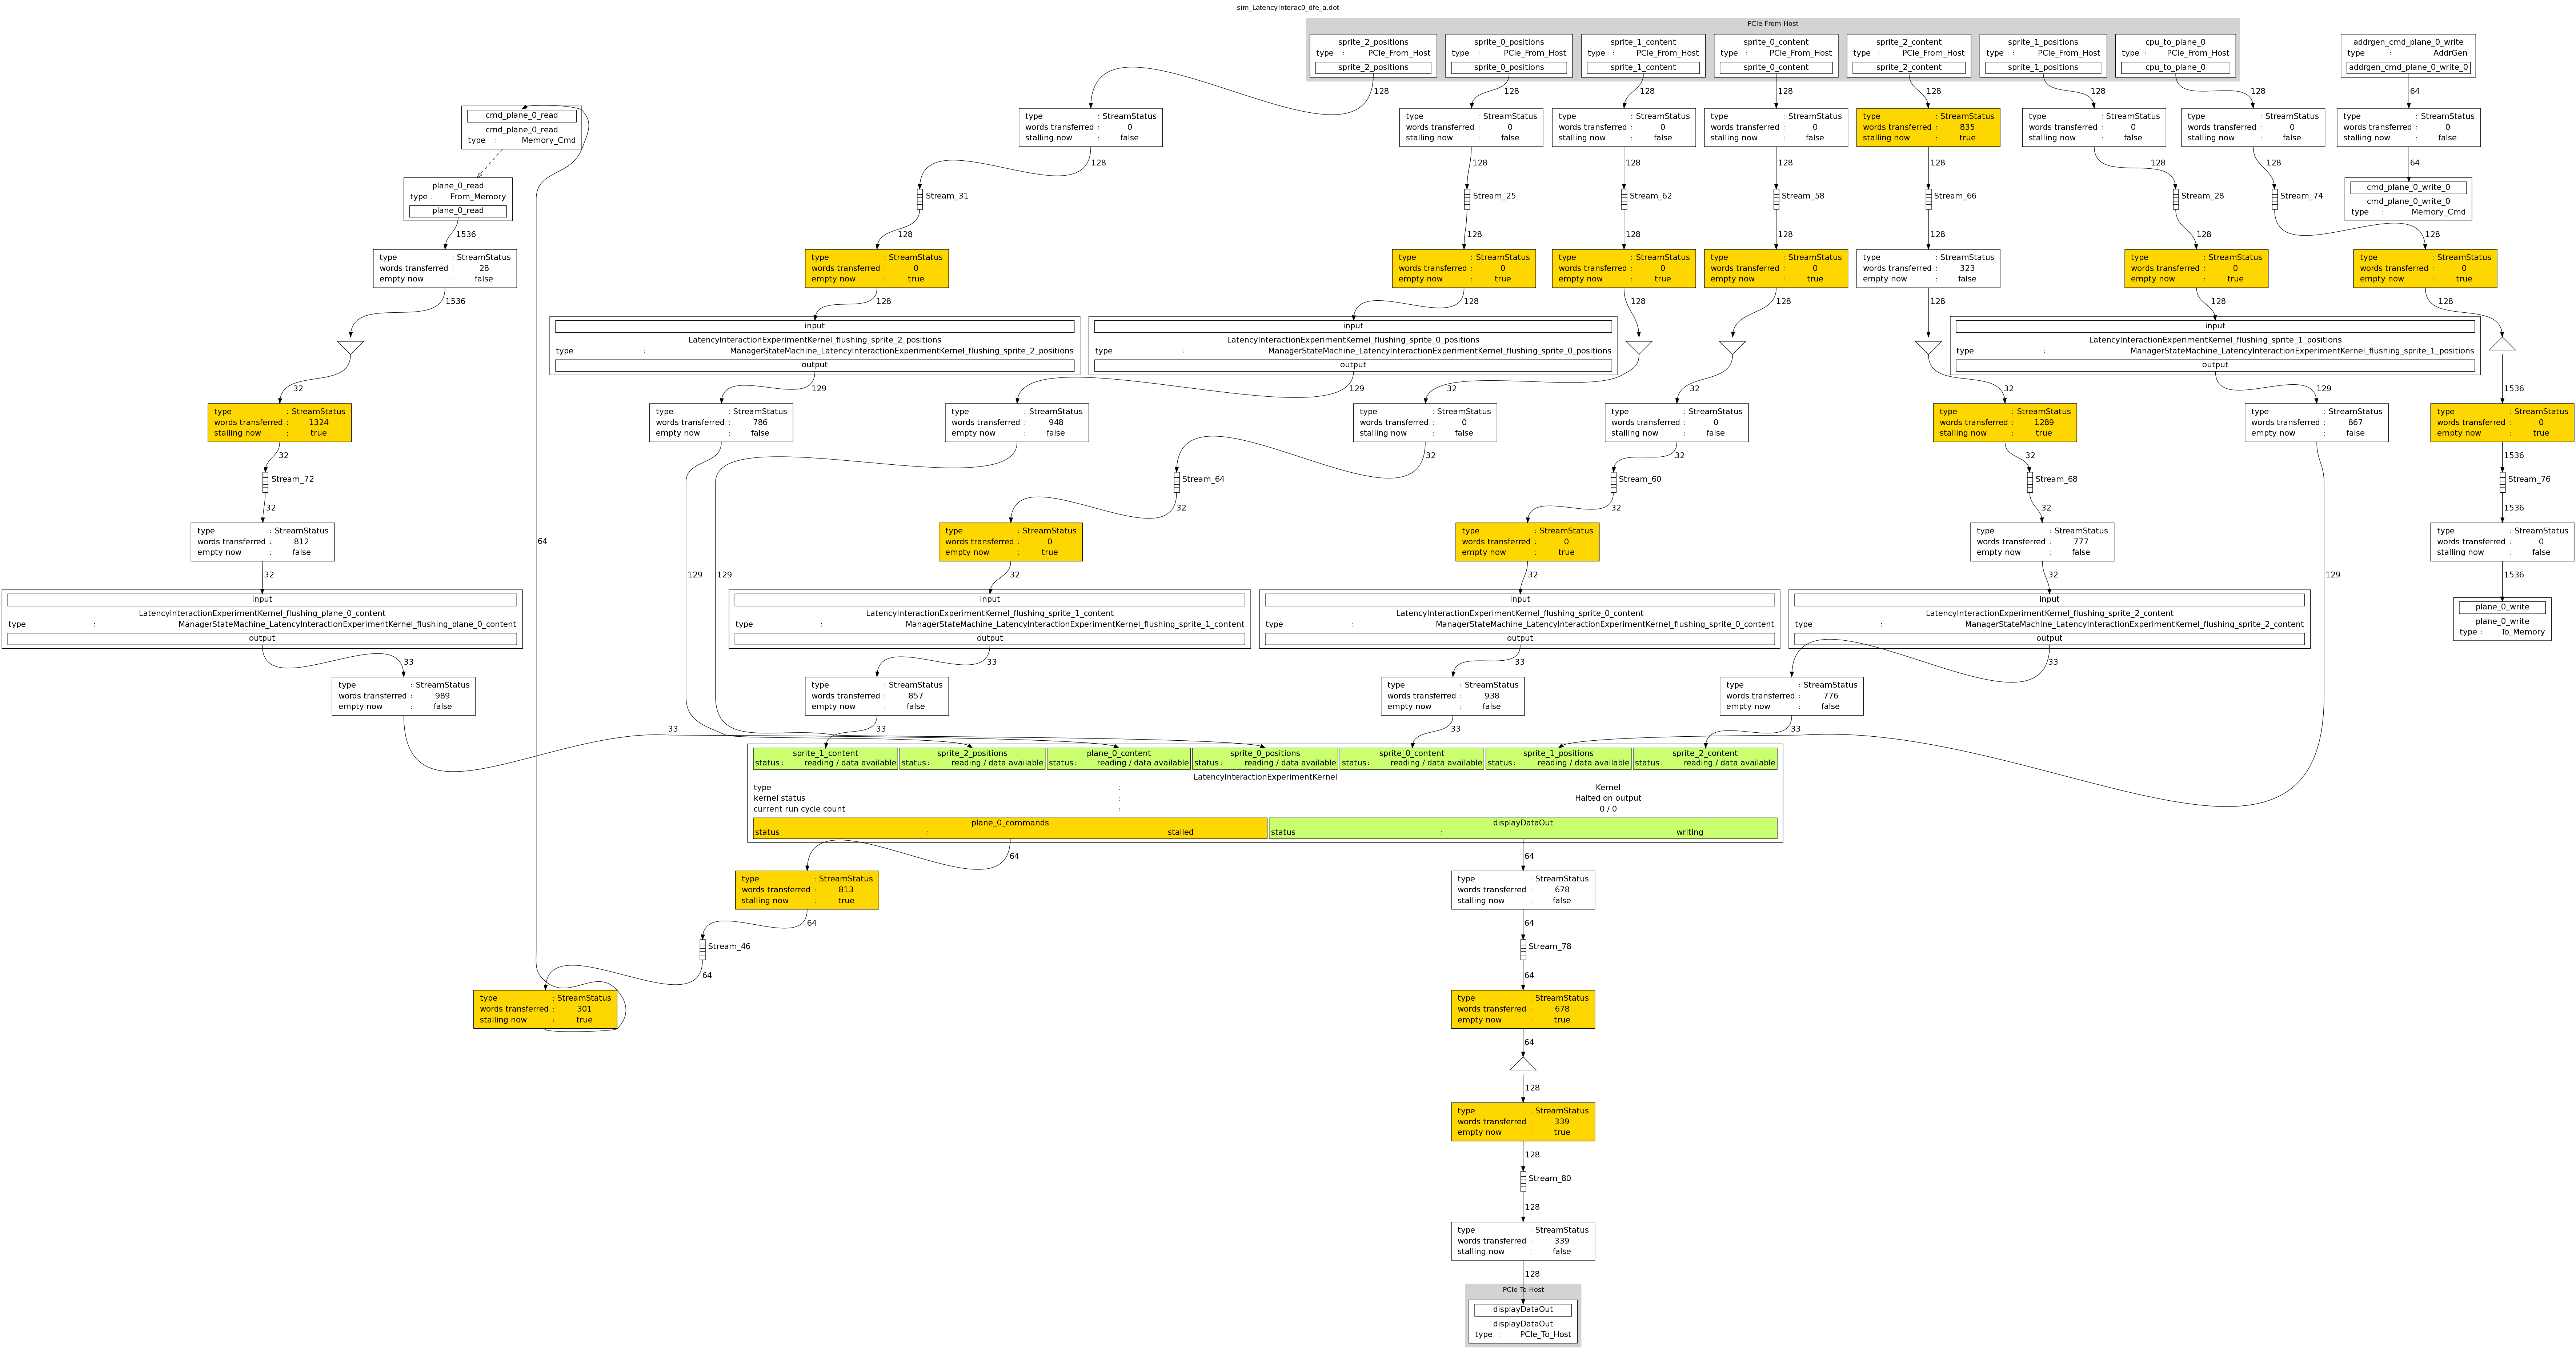 sim_LatencyInterac0_dfe_a.dot
PCIe From Host
sprite_2_positions
type : PCIe_From_Host
sprite_2_positions
sprite_0_positions
type : PCIe_From_Host
sprite_0_positions
sprite_1_content
type : PCIe_From_Host
sprite_1_content
sprite_0_content
type : PCIe_From_Host
sprite_0_content
sprite_2_content
type : PCIe_From_Host
sprite_2_content
sprite_1_positions
type : PCIe_From_Host
sprite_1_positions
cpu_to_plane_0
type : PCIe_From_Host
cpu_to_plane_0
addrgen_cmd_plane_0_write
type : AddrGen
addrgen_cmd_plane_0_write_0
128
128
128
128
128
128
128
64
cmd_plane_0_read
cmd_plane_0_read
type : Memory_Cmd
type : StreamStatus
words transferred : 0
stalling now : false
type : StreamStatus
words transferred : 0
stalling now : false
type : StreamStatus
words transferred : 0
stalling now : false
type : StreamStatus
words transferred : 0
stalling now : false
type : StreamStatus
words transferred : 835
stalling now : true
type : StreamStatus
words transferred : 0
stalling now : false
type : StreamStatus
words transferred : 0
stalling now : false
type : StreamStatus
words transferred : 0
stalling now : false
128
128
128
128
128
128
128
64
plane_0_read
type : From_Memory
plane_0_read
Stream_31
Stream_25
Stream_62
Stream_58
Stream_66
Stream_28
Stream_74
cmd_plane_0_write_0
cmd_plane_0_write_0
type : Memory_Cmd
1536
128
128
128
128
128
128
128
type : StreamStatus
words transferred : 28
empty now : false
type : StreamStatus
words transferred : 0
empty now : true
type : StreamStatus
words transferred : 0
empty now : true
type : StreamStatus
words transferred : 0
empty now : true
type : StreamStatus
words transferred : 0
empty now : true
type : StreamStatus
words transferred : 323
empty now : false
type : StreamStatus
words transferred : 0
empty now : true
type : StreamStatus
words transferred : 0
empty now : true
1536
128
128
128
128
128
128
128
input
LatencyInteractionExperimentKernel_flushing_sprite_2_positions
type : ManagerStateMachine_LatencyInteractionExperimentKernel_flushing_sprite_2_positions
output
input
LatencyInteractionExperimentKernel_flushing_sprite_0_positions
type : ManagerStateMachine_LatencyInteractionExperimentKernel_flushing_sprite_0_positions
output
input
LatencyInteractionExperimentKernel_flushing_sprite_1_positions
type : ManagerStateMachine_LatencyInteractionExperimentKernel_flushing_sprite_1_positions
output
32
129
129
32
32
32
129
1536
type : StreamStatus
words transferred : 1324
stalling now : true
type : StreamStatus
words transferred : 786
empty now : false
type : StreamStatus
words transferred : 948
empty now : false
type : StreamStatus
words transferred : 0
stalling now : false
type : StreamStatus
words transferred : 0
stalling now : false
type : StreamStatus
words transferred : 1289
stalling now : true
type : StreamStatus
words transferred : 867
empty now : false
type : StreamStatus
words transferred : 0
empty now : true
32
32
32
32
1536
Stream_72
Stream_64
Stream_60
Stream_68
Stream_76
32
32
32
32
1536
type : StreamStatus
words transferred : 812
empty now : false
64
type : StreamStatus
words transferred : 0
empty now : true
type : StreamStatus
words transferred : 0
empty now : true
type : StreamStatus
words transferred : 777
empty now : false
type : StreamStatus
words transferred : 0
stalling now : false
32
129
129
32
32
32
129
1536
input
LatencyInteractionExperimentKernel_flushing_plane_0_content
type : ManagerStateMachine_LatencyInteractionExperimentKernel_flushing_plane_0_content
output
input
LatencyInteractionExperimentKernel_flushing_sprite_1_content
type : ManagerStateMachine_LatencyInteractionExperimentKernel_flushing_sprite_1_content
output
input
LatencyInteractionExperimentKernel_flushing_sprite_0_content
type : ManagerStateMachine_LatencyInteractionExperimentKernel_flushing_sprite_0_content
output
input
LatencyInteractionExperimentKernel_flushing_sprite_2_content
type : ManagerStateMachine_LatencyInteractionExperimentKernel_flushing_sprite_2_content
output
plane_0_write
plane_0_write
type : To_Memory
33
33
33
33
type : StreamStatus
words transferred : 989
empty now : false
type : StreamStatus
words transferred : 857
empty now : false
type : StreamStatus
words transferred : 938
empty now : false
type : StreamStatus
words transferred : 776
empty now : false
33
33
33
33
sprite_1_content
status : reading / data available
sprite_2_positions
status : reading / data available
plane_0_content
status : reading / data available
sprite_0_positions
status : reading / data available
sprite_0_content
status : reading / data available
sprite_1_positions
status : reading / data available
sprite_2_content
status : reading / data available
LatencyInteractionExperimentKernel
type : Kernel
kernel status : Halted on output
current run cycle count : 0 / 0
plane_0_commands
status : stalled
displayDataOut
status : writing
64
64
type : StreamStatus
words transferred : 813
stalling now : true
type : StreamStatus
words transferred : 678
stalling now : false
64
64
Stream_46
Stream_78
64
64
type : StreamStatus
words transferred : 301
stalling now : true
type : StreamStatus
words transferred : 678
empty now : true
64
128
type : StreamStatus
words transferred : 339
empty now : true
128
Stream_80
128
type : StreamStatus
words transferred : 339
stalling now : false
128
PCIe To Host
displayDataOut
displayDataOut
type : PCIe_To_Host